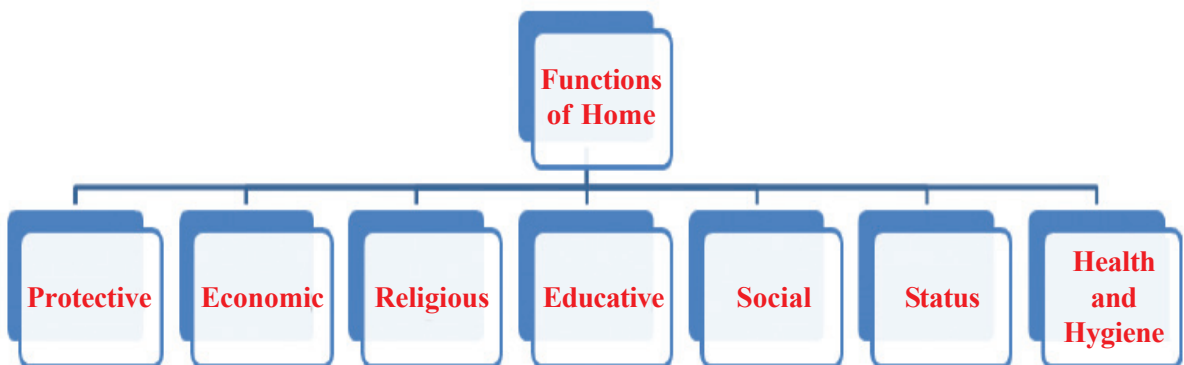 Functions
of Home
Protective
Economic
Religious
Educative
Social
Status
Health
and
Hygiene